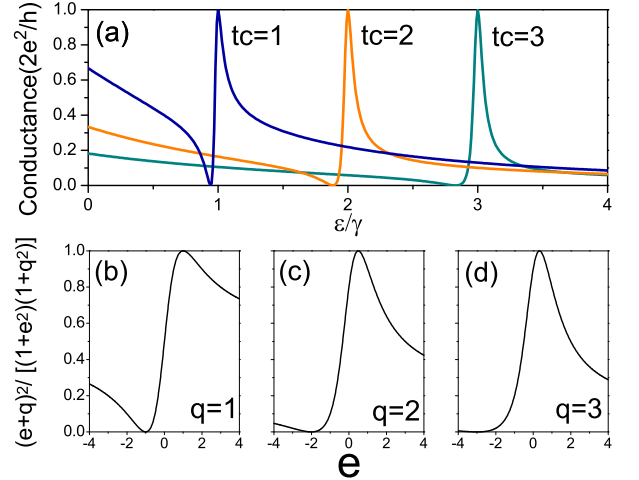 Conductance(2e²/h)
1.0
0.8
0.6
0.4
0.2
0.0
(a)
tc=1
tc=2
tc=3
0
1
2
3
4
ε/γ
(e+q)²/ [(1+e²)(1+q²)]
1.0
0.8
0.6
0.4
0.2
0.0
(b)
q=1
-4
-2
0
2
4
(c)
q=2
-4
-2
0
2
4
(d)
q=3
-4
-2
0
2
4
e